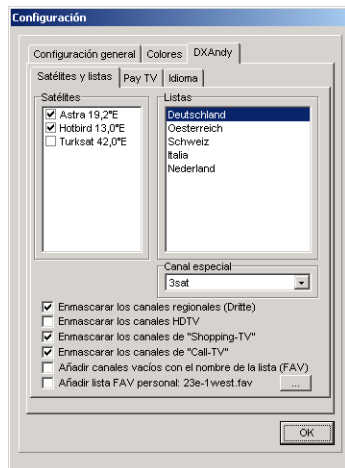 Configuración
Configuración general Colores DXAndy
Satélites y listas Pay TV Idioma
Satélites
Astra 19,2°E
Hotbird 13,0°E
Turksat 42,0°E
Listas
Deutschland
Oesterreich
Schweiz
Italia
Nederland
Canal especial
3sat
Enmascarar los canales regionales (Dritte)
Enmascarar los canales HDTV
Enmascarar los canales de "Shopping-TV"
Enmascarar los canales de "Call-TV"
Añadir canales vacíos con el nombre de la lista (FAV)
Añadir lista FAV personal: 23e-1west.fav ...
OK